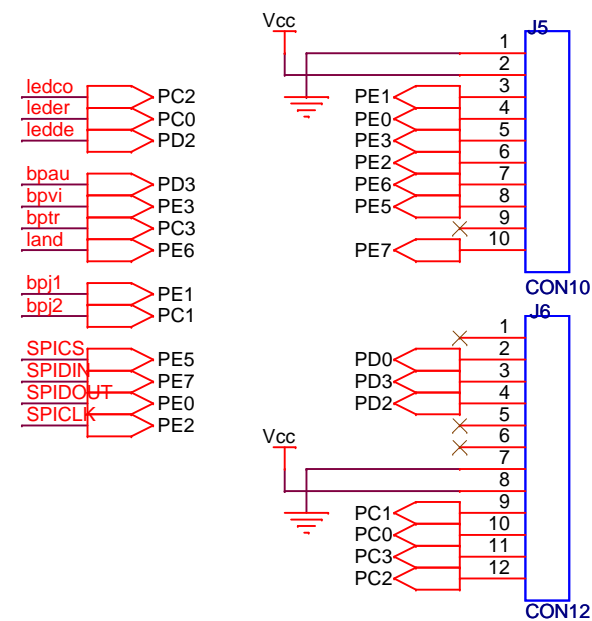 ledco PC2
leder PC0
ledde PD2
bpau PD3
bpvi PE3
bptr PC3
land PE6
bpj1 PE1
bpj2 PC1
SPICS PE5
SPIDIN PE7
SPIDOUT PE0
SPICLK PE2
Vcc
J5
1
2
PE1 3
PE0 4
PE3 5
PE2 6
PE6 7
PE5 8
9
PE7 10
CON10
J6
1
PD0 2
PD3 3
PD2 4
5
6
Vcc
7
8
PC1 9
PC0 10
PC3 11
PC2 12
CON12